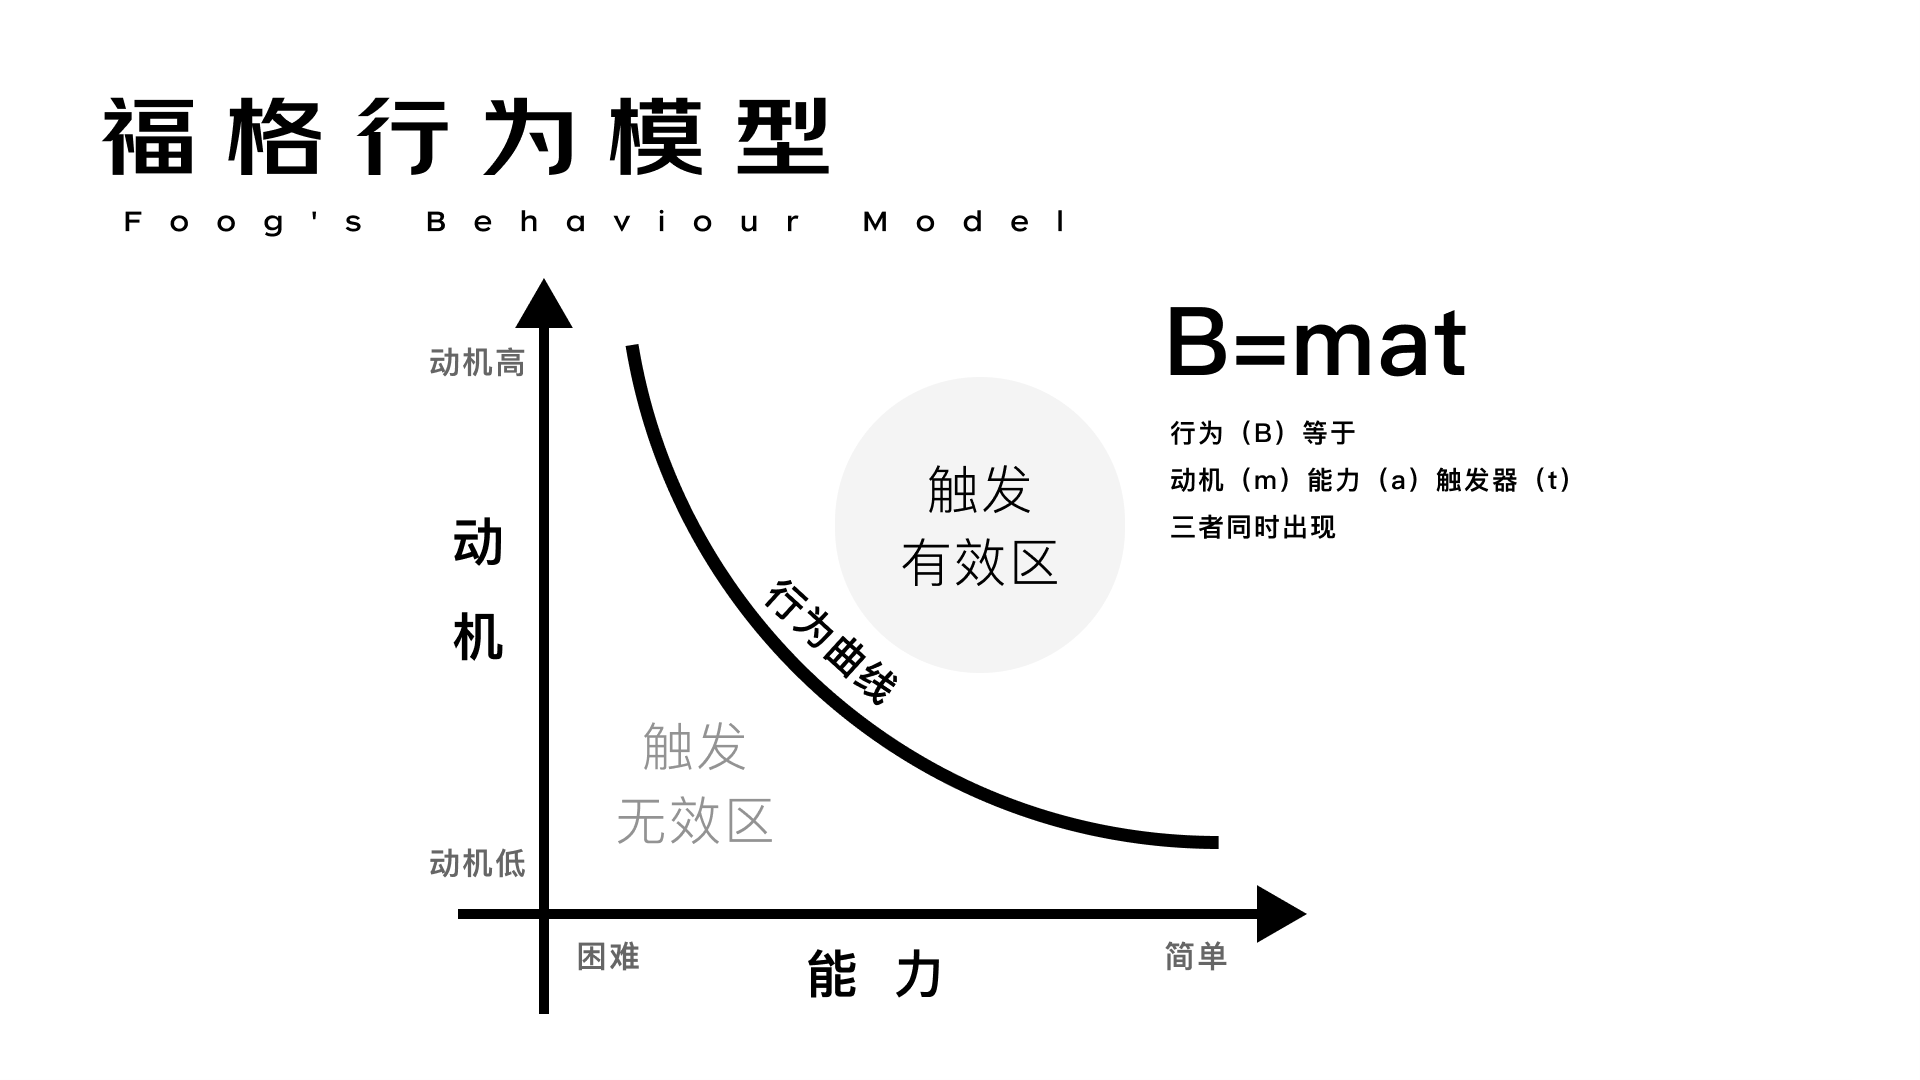 福格行为模型
Foog's Behaviour Model
B=mat
行为（B）等于
动机（m）能力（a）触发器（t）
三者同时出现
动机高
动
机
动机低
触发
有效区
行为曲线
触发
无效区
困难
能 力
简单